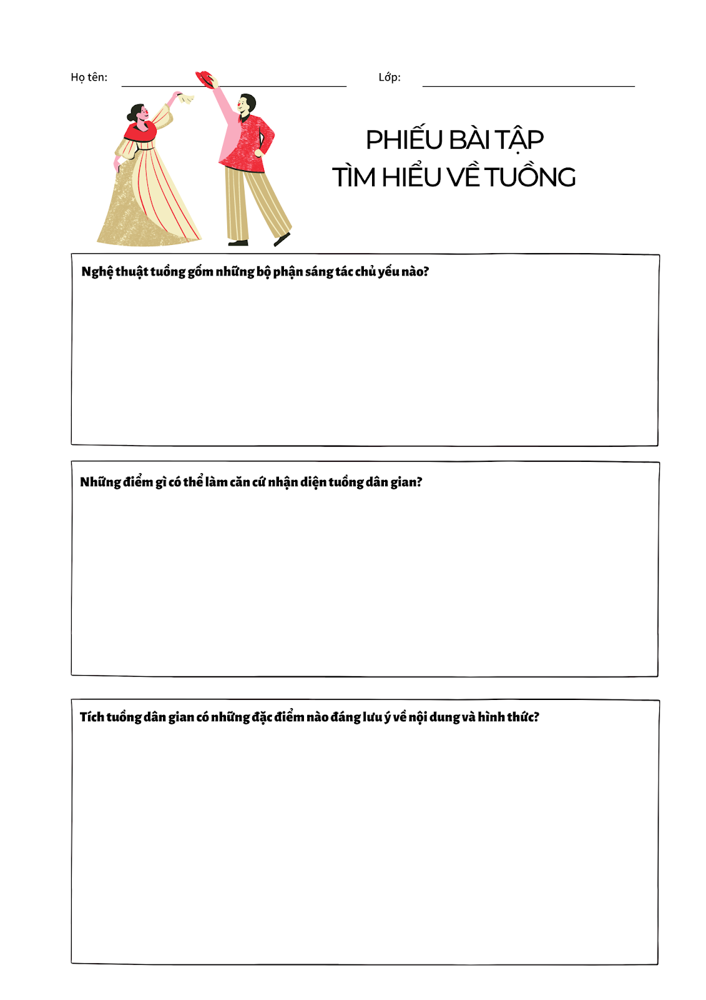 Họ tên:
Lớp:
PHIẾU BÀI TẬP
TÌM HIỂU VỀ TUỒNG
Nghệ thuật tuồng gốm những bộ phận sáng tác chủ yếu nào?
Những điểm gì có thể làm căn cứ nhận diện tuồng dân gian?
Tích tuồng dân gian có những đặc điểm nào đáng lưu ý về nội dung và hình thức?